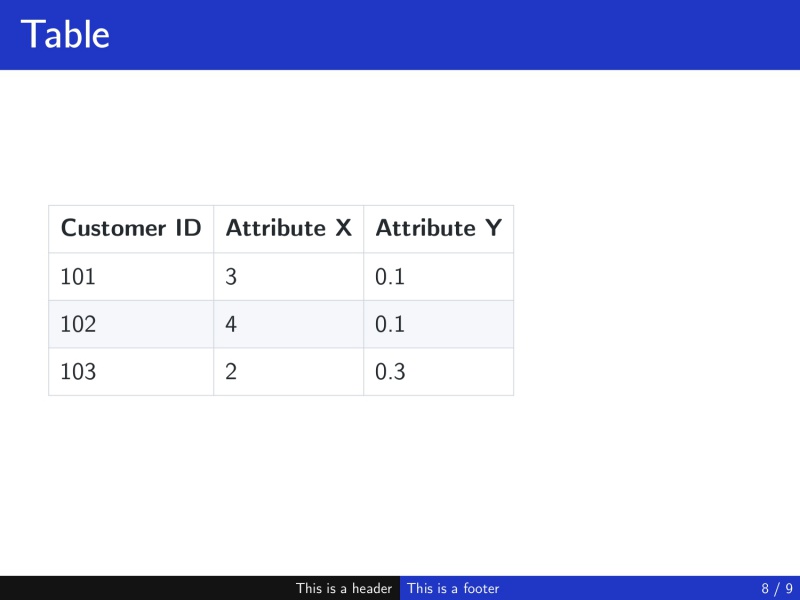 Table
Customer ID Attribute X Attribute Y
101 3 0.1
102 4 0.1
103 2 0.3
This is a header This is a footer 8 / 9